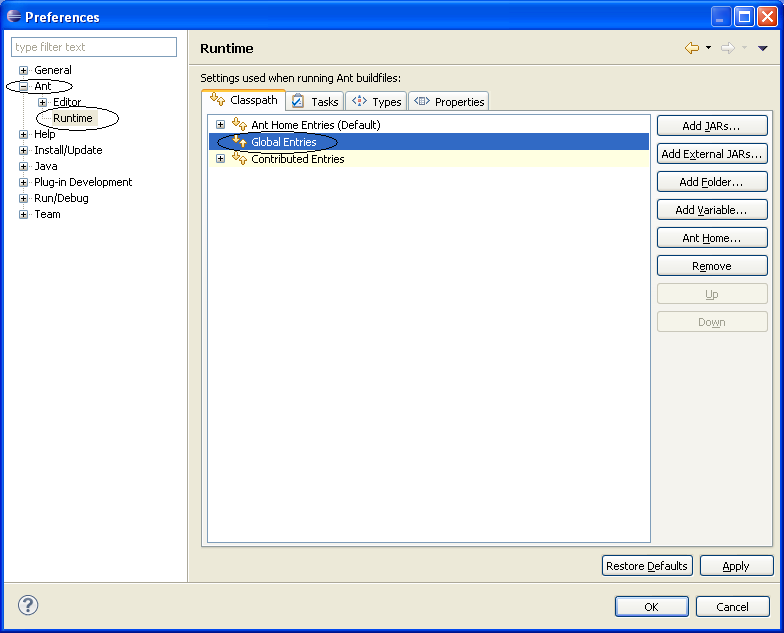 Preferences
type filter text
General
Ant
Editor
Runtime
Help
Install/Update
Java
Plug-in Development
Run/Debug
Team
Runtime
Settings used when running Ant buildfiles:
Classpath
Tasks
Types
Properties
Ant Home Entries (Default)
Global Entries
Contributed Entries
Add JARs...
Add External JARs...
Add Folder...
Add Variable...
Ant Home...
Remove
Up
Down
Restore Defaults
Apply
?
OK
Cancel